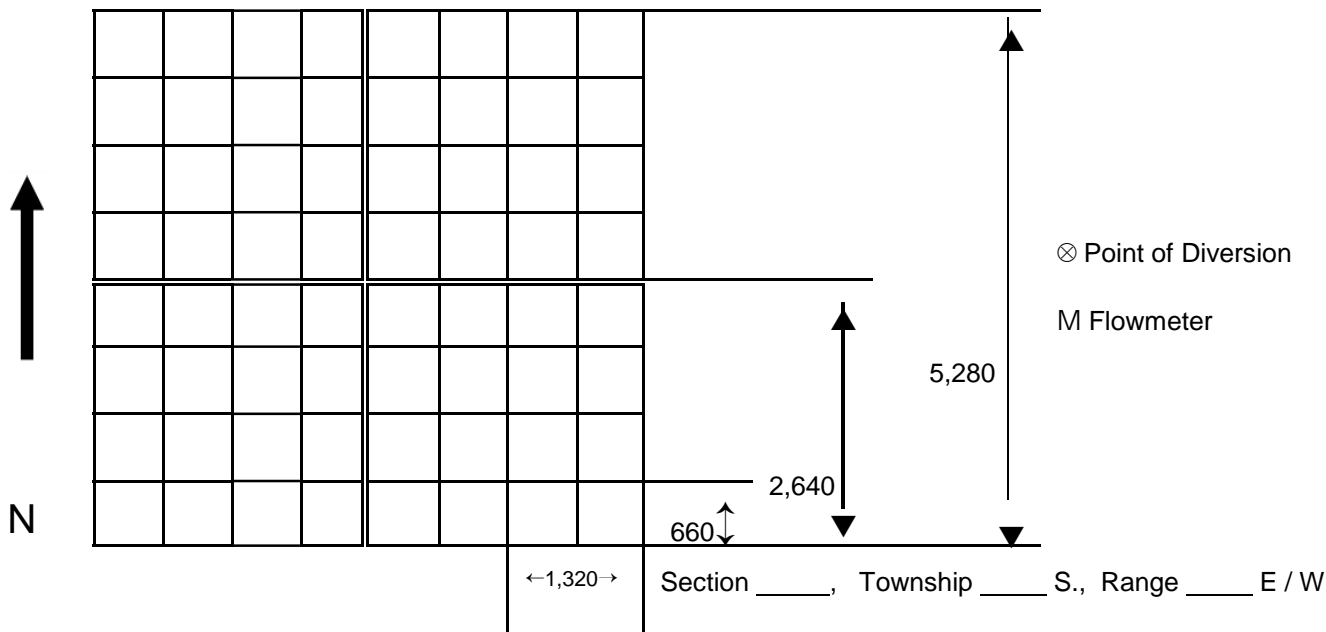 ⊗ Point of Diversion
M Flowmeter
5,280
2,640
N
660↕
←1,320→
Section _____, Township _____ S., Range _____ E / W